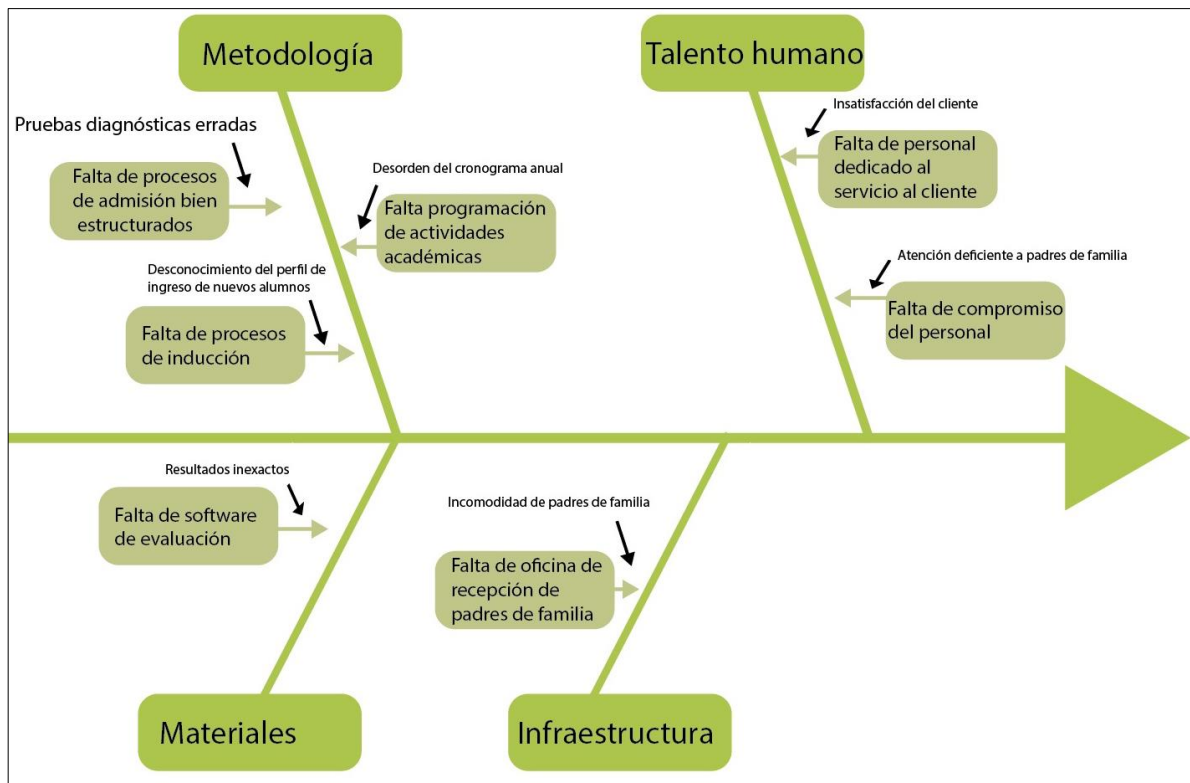 Metodología
Talento humano
Pruebas diagnósticas erradas
Falta de procesos
de admisión bien
estructurados
Desorden del cronograma anual
Falta programación
de actividades
académicas
Desconocimiento del perfil de
ingreso de nuevos alumnos
Falta de procesos
de inducción
Insatisfacción del cliente
Falta de personal
dedicado al
servicio al cliente
Atención deficiente a padres de familia
Falta de compromiso
del personal
Resultados inexactos
Falta de software
de evaluación
Incomodidad de padres de familia
Falta de oficina de
recepción de
padres de familia
Materiales
Infraestructura